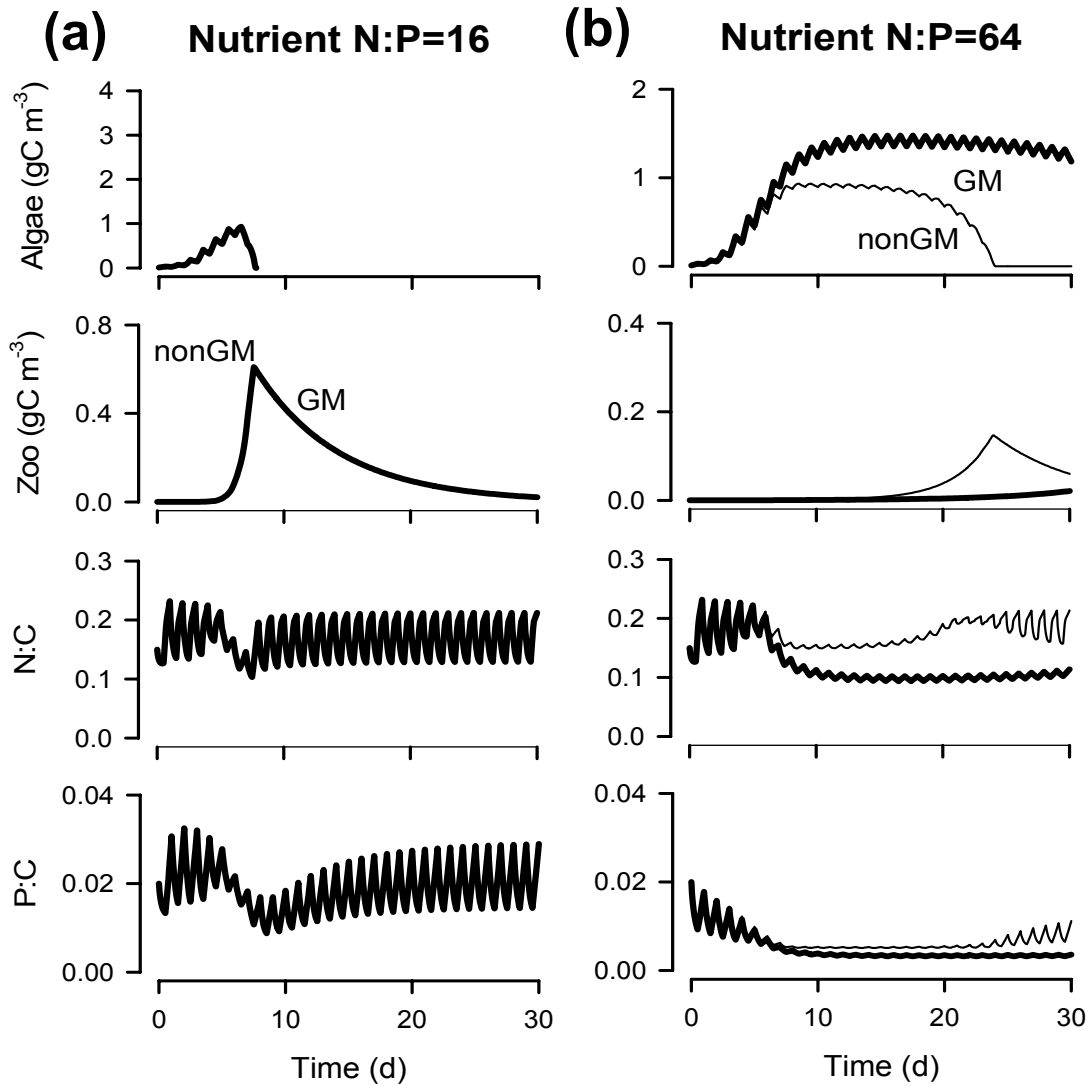 (a) Nutrient N:P=16
Algae (gC m-3)
4
3
2
1
0
Zoo (gC m-3)
0.8
0.4
0.0
nonGM
GM
N:C
0.3
0.2
0.1
0.0
P:C
0.04
0.02
0.00
0 10 20 30
Time (d)
(b) Nutrient N:P=64
2
1
0
GM
nonGM
0.4
0.2
0.0
0.3
0.2
0.1
0.0
0.04
0.02
0.00
0 10 20 30
Time (d)